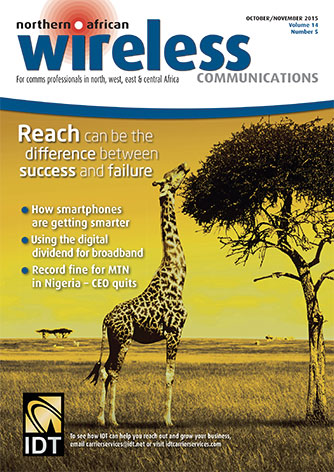 northern african
wireless
COMMUNICATIONS
OCTOBER/NOVEMBER 2015
Volume 14
Number 5
For comms professionals in north, west, east & central Africa
Reach can be the
difference between
success and failure
How smartphones
are getting smarter
Using the digital
dividend for broadband
Record fine for MTN
in Nigeria – CEO quits
IDT
To see how IDT can help you reach out and grow your business,
email carrierservices@idt.net or visit idtcarrierservices.com